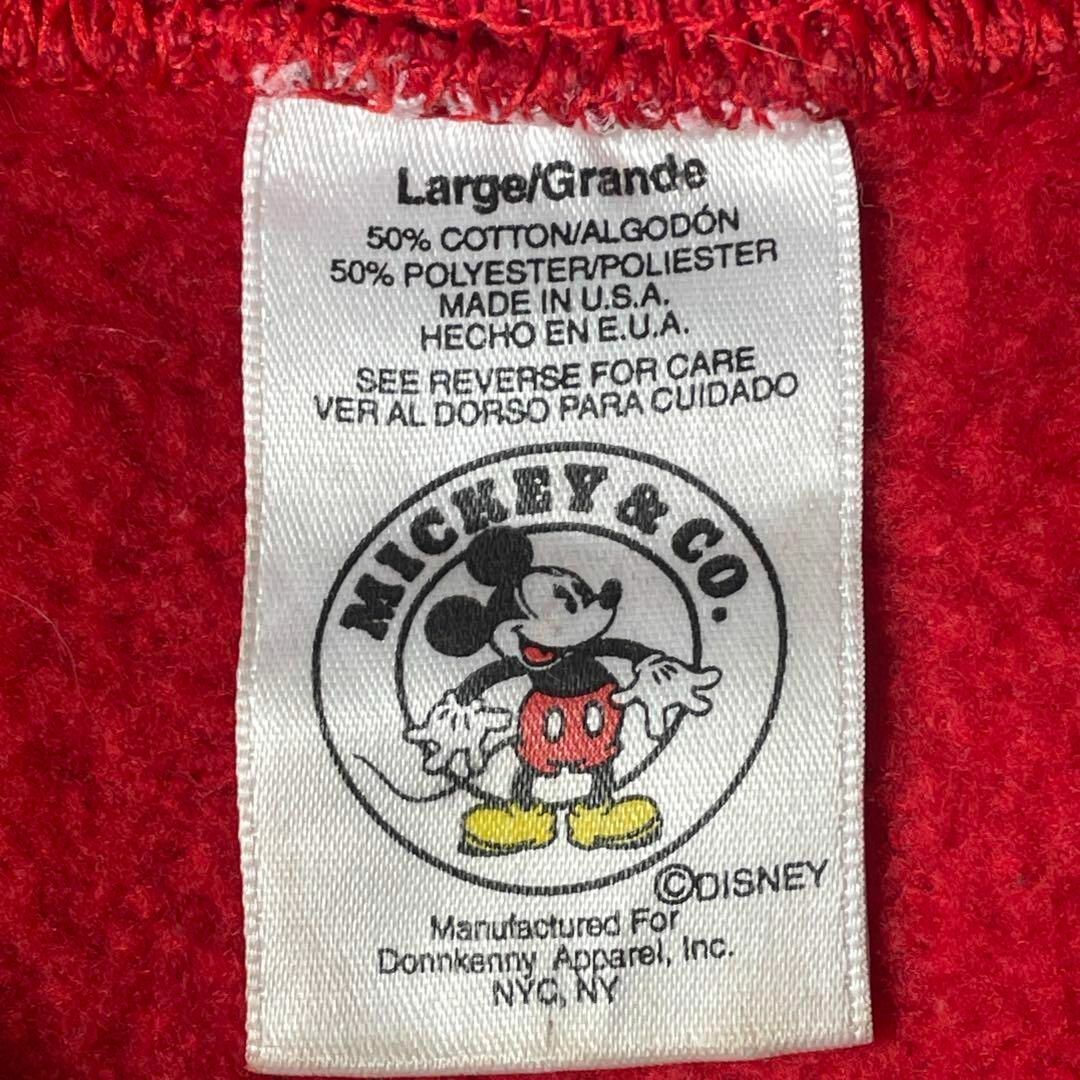 Large/Grande
50% COTTON/ALGODÓN
50% POLYESTER/POLIESTER
MADE IN U.S.A.
HECHO EN E.U.A.
SEE REVERSE FOR CARE
VER AL DORSO PARA CUIDADO
MICKEY & CO.
©DISNEY
Manufactured For
Donnkenny Apparel, Inc.
NYC, NY